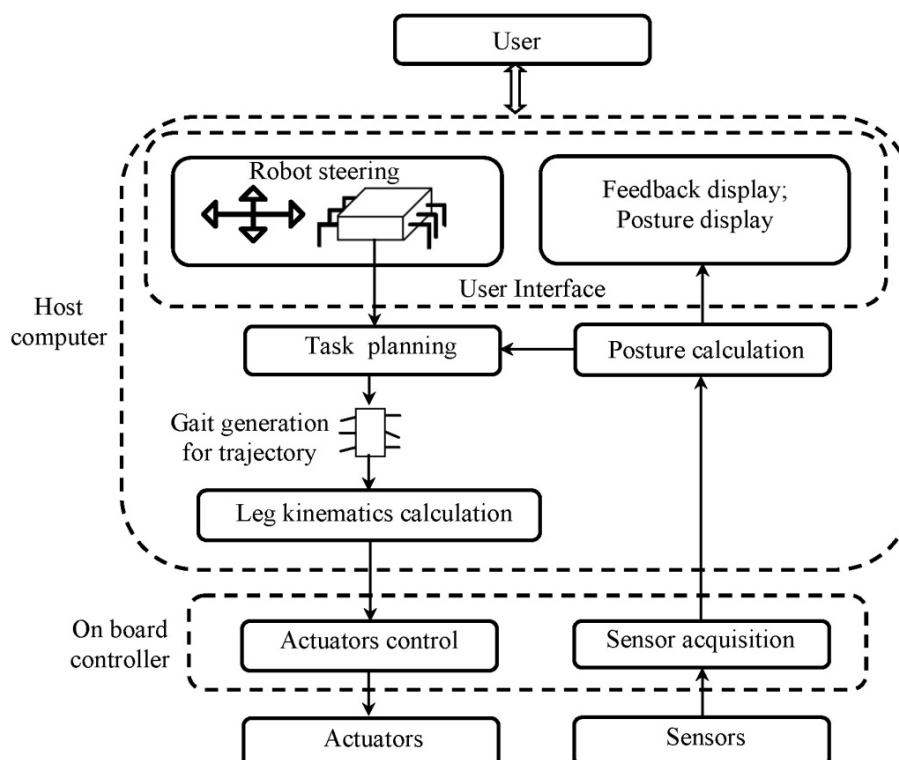 User
Robot steering
Feedback display;
Posture display
User Interface
Host
computer
Task planning
Posture calculation
Gait generation
for trajectory
Leg kinematics calculation
On board
controller
Actuators control
Sensor acquisition
Actuators
Sensors